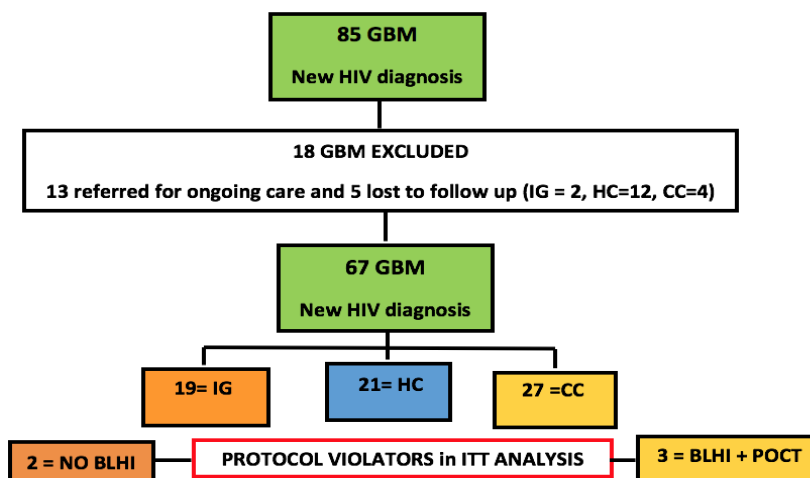 85 GBM
New HIV diagnosis
18 GBM EXCLUDED
13 referred for ongoing care and 5 lost to follow up (IG = 2, HC=12, CC=4)
67 GBM
New HIV diagnosis
19= IG
21= HC
27 =CC
2 = NO BLHI
PROTOCOL VIOLATORS in ITT ANALYSIS
3 = BLHI + POCT